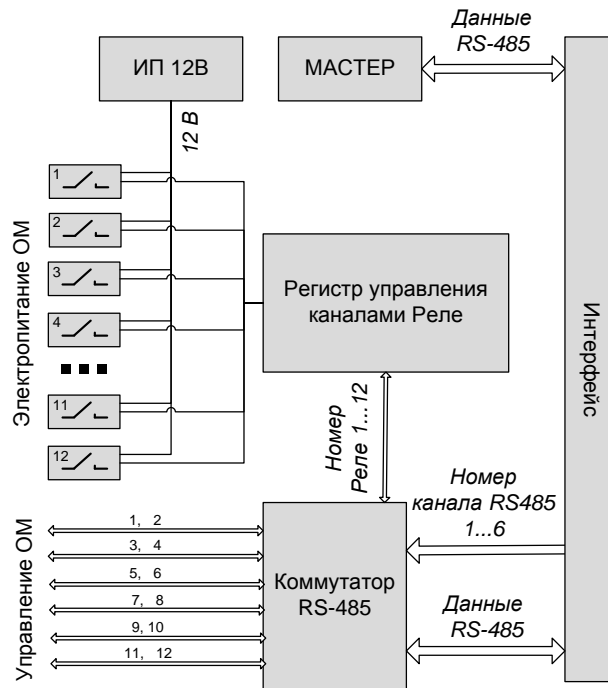 Данные
RS-485
ИП 12В
МАСТЕР
12 В
1
2
3
4
11
12
Электропитание ОМ
Регистр управления
каналами Реле
Интерфейс
Номер
Реле 1...12
Номер
канала RS485
1...6
Управление ОМ
1, 2
3, 4
5, 6
7, 8
9, 10
11, 12
Коммутатор
RS-485
Данные
RS-485